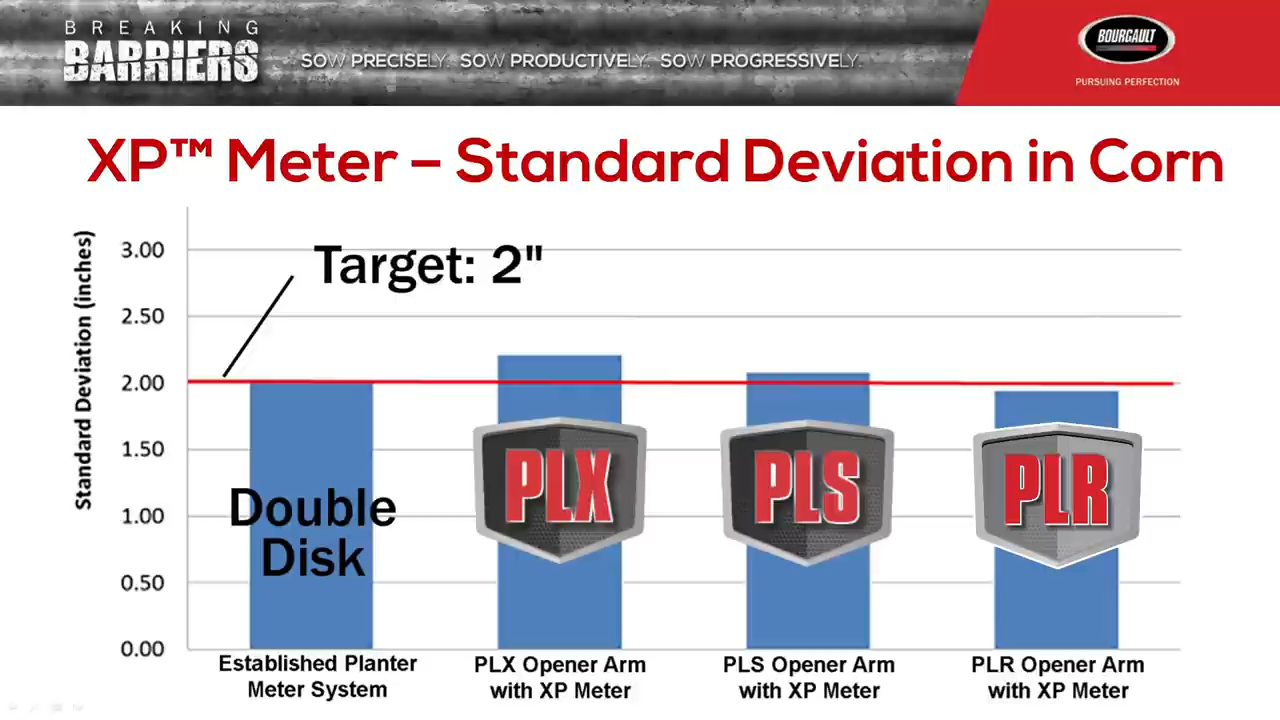 BREAKING
BARRIERS
SOW PRECISELY. SOW PRODUCTIVELY. SOW PROGRESSIVELY.
BOURGAULT
PURSUING PERFECTION
XP™ Meter – Standard Deviation in Corn
Standard Deviation (inches)
3.00
2.50
2.00
1.50
1.00
0.50
0.00
Target: 2"
Double
Disk
PLX
PLS
PLR
Established Planter
Meter System
PLX Opener Arm
with XP Meter
PLS Opener Arm
with XP Meter
PLR Opener Arm
with XP Meter